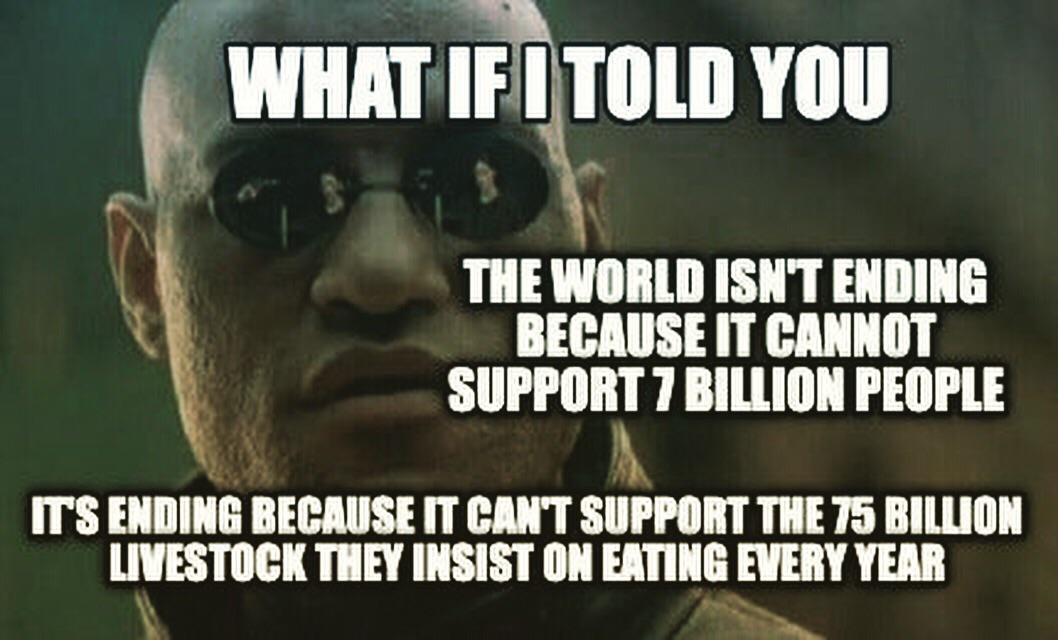 WHAT IF I TOLD YOU
THE WORLD ISN'T ENDING
BECAUSE IT CANNOT
SUPPORT 7 BILLION PEOPLE
IT'S ENDING BECAUSE IT CAN'T SUPPORT THE 75 BILLION
LIVESTOCK THEY INSIST ON EATING EVERY YEAR